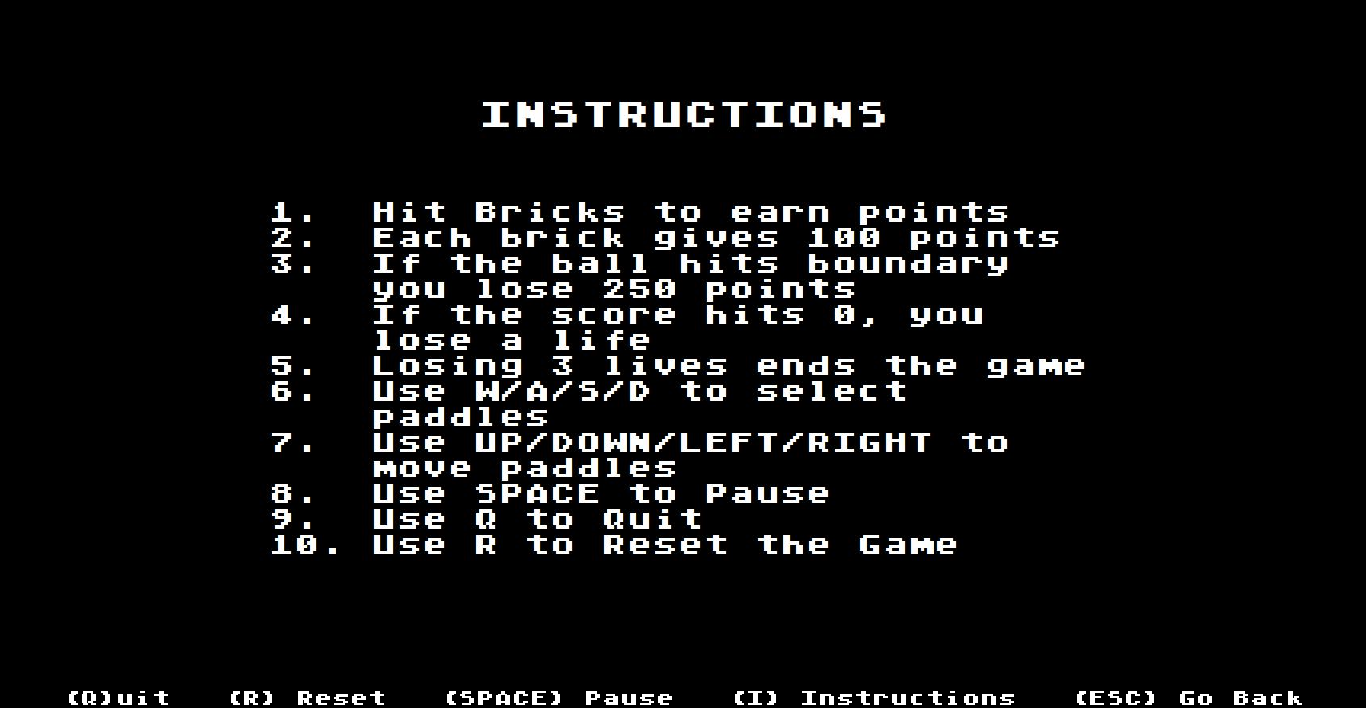 INSTRUCTIONS
1. Hit Bricks to earn points
2. Each brick gives 100 points
3. If the ball hits boundary
you lose 250 points
4. If the score hits 0, you
lose a life
5. Losing 3 lives ends the game
6. Use W/A/S/D to select
paddles
7. Use UP/DOWN/LEFT/RIGHT to
move paddles
8. Use SPACE to Pause
9. Use Q to Quit
10. Use R to Reset the Game
(Q)uit (R) Reset (SPACE) Pause (I) Instructions (ESC) Go Back